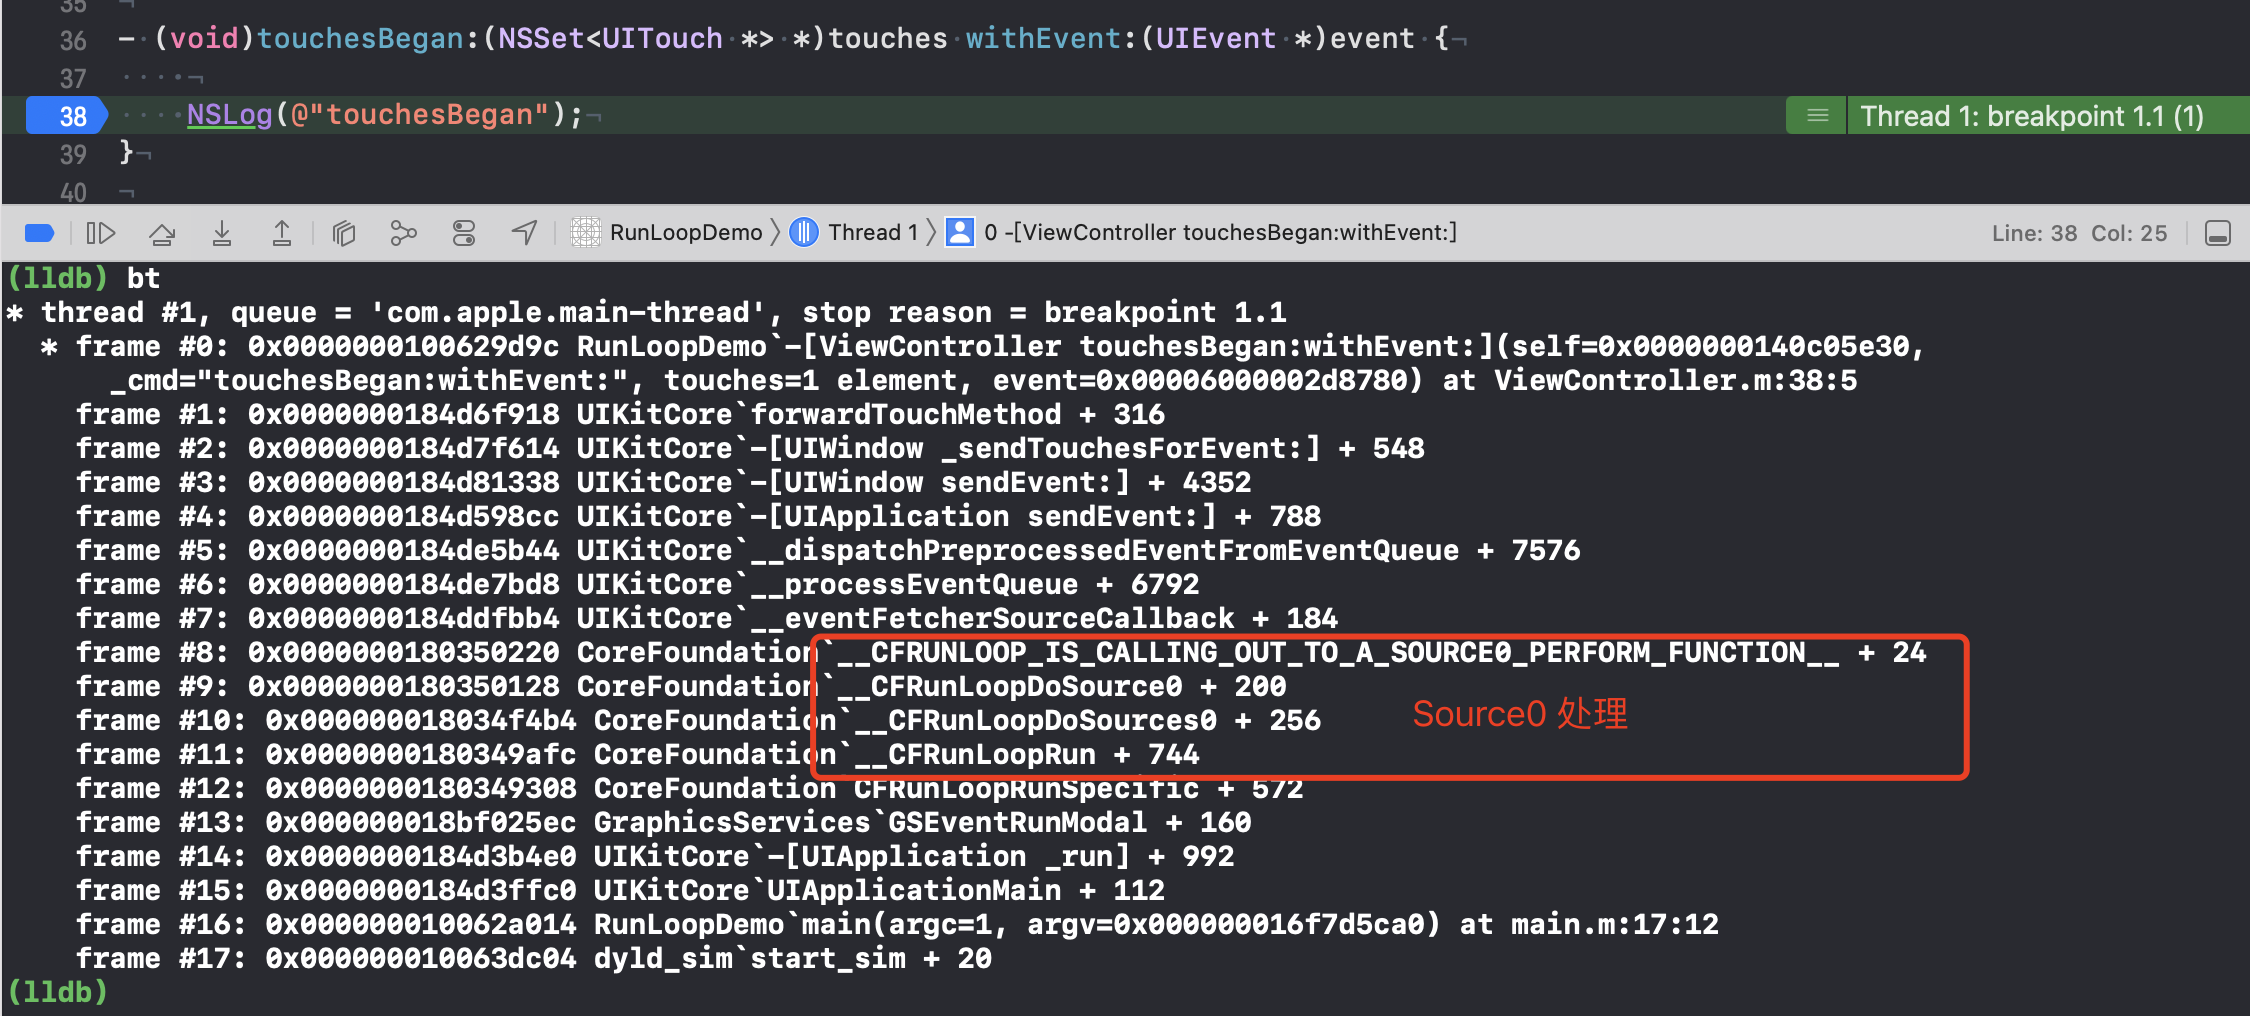 35 ¬
36 - (void)touchesBegan:(NSSet<UITouch *> *)touches withEvent:(UIEvent *)event {¬
37 ····¬
38 ····NSLog(@"touchesBegan");¬ Thread 1: breakpoint 1.1 (1)
39 }¬
40 ¬
RunLoopDemo 〉 Thread 1 〉 0 -[ViewController touchesBegan:withEvent:] Line: 38 Col: 25
(lldb) bt
* thread #1, queue = 'com.apple.main-thread', stop reason = breakpoint 1.1
  * frame #0: 0x0000000100629d9c RunLoopDemo`-[ViewController touchesBegan:withEvent:](self=0x0000000140c05e30,
      _cmd="touchesBegan:withEvent:", touches=1 element, event=0x00006000002d8780) at ViewController.m:38:5
    frame #1: 0x0000000184d6f918 UIKitCore`forwardTouchMethod + 316
    frame #2: 0x0000000184d7f614 UIKitCore`-[UIWindow _sendTouchesForEvent:] + 548
    frame #3: 0x0000000184d81338 UIKitCore`-[UIWindow sendEvent:] + 4352
    frame #4: 0x0000000184d598cc UIKitCore`-[UIApplication sendEvent:] + 788
    frame #5: 0x0000000184de5b44 UIKitCore`__dispatchPreprocessedEventFromEventQueue + 7576
    frame #6: 0x0000000184de7bd8 UIKitCore`__processEventQueue + 6792
    frame #7: 0x0000000184ddfbb4 UIKitCore`__eventFetcherSourceCallback + 184
    frame #8: 0x0000000180350220 CoreFoundation`__CFRUNLOOP_IS_CALLING_OUT_TO_A_SOURCE0_PERFORM_FUNCTION__ + 24
    frame #9: 0x0000000180350128 CoreFoundation`__CFRunLoopDoSource0 + 200
Source0 处理
    frame #10: 0x000000018034f4b4 CoreFoundation`__CFRunLoopDoSources0 + 256
    frame #11: 0x0000000180349afc CoreFoundation`__CFRunLoopRun + 744
    frame #12: 0x0000000180349308 CoreFoundation`CFRunLoopRunSpecific + 572
    frame #13: 0x000000018bf025ec GraphicsServices`GSEventRunModal + 160
    frame #14: 0x0000000184d3b4e0 UIKitCore`-[UIApplication _run] + 992
    frame #15: 0x0000000184d3ffc0 UIKitCore`UIApplicationMain + 112
    frame #16: 0x000000010062a014 RunLoopDemo`main(argc=1, argv=0x000000016f7d5ca0) at main.m:17:12
    frame #17: 0x000000010063dc04 dyld_sim`start_sim + 20
(lldb)